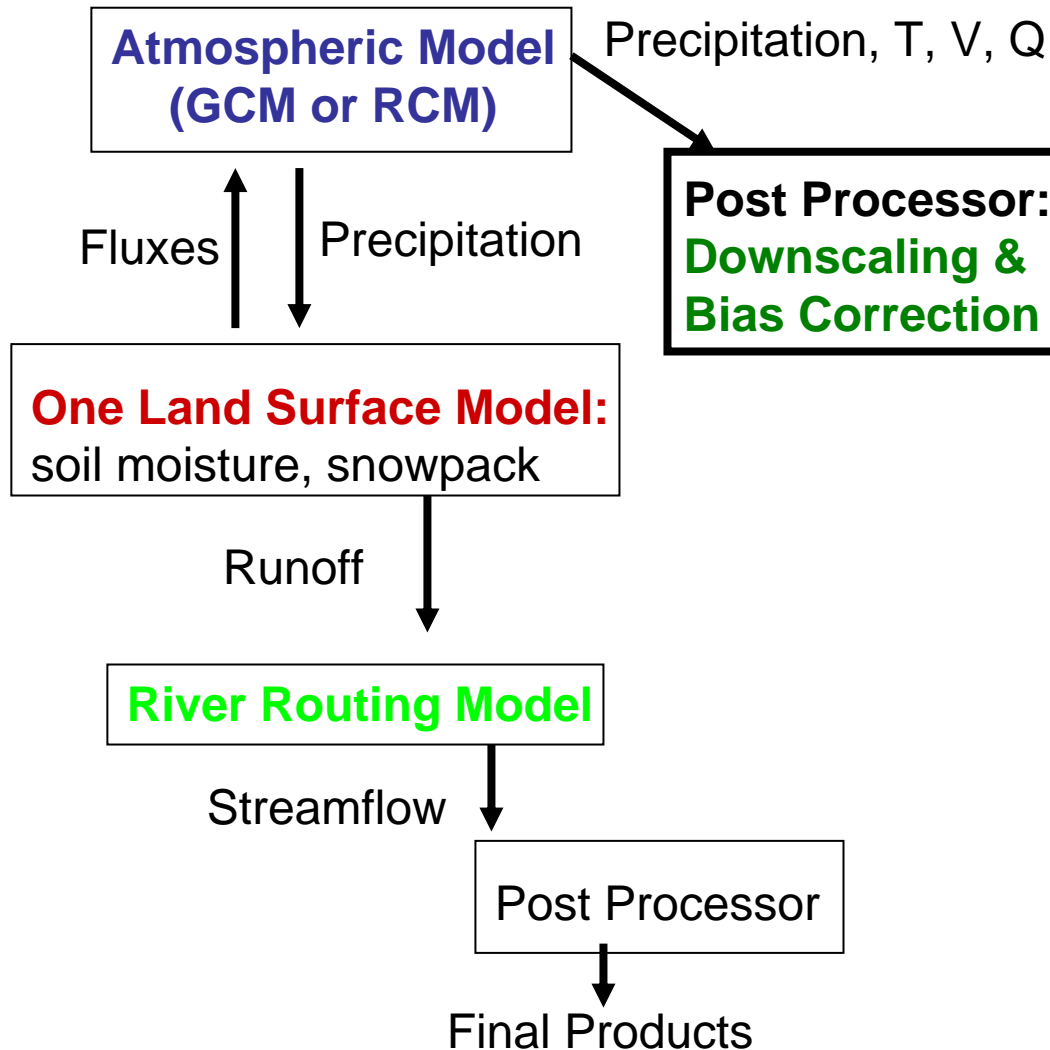 Atmospheric Model
(GCM or RCM)
Precipitation, T, V, Q
Post Processor:
Downscaling &
Bias Correction
Fluxes
Precipitation
One Land Surface Model:
soil moisture, snowpack
Runoff
River Routing Model
Streamflow
Post Processor
Final Products